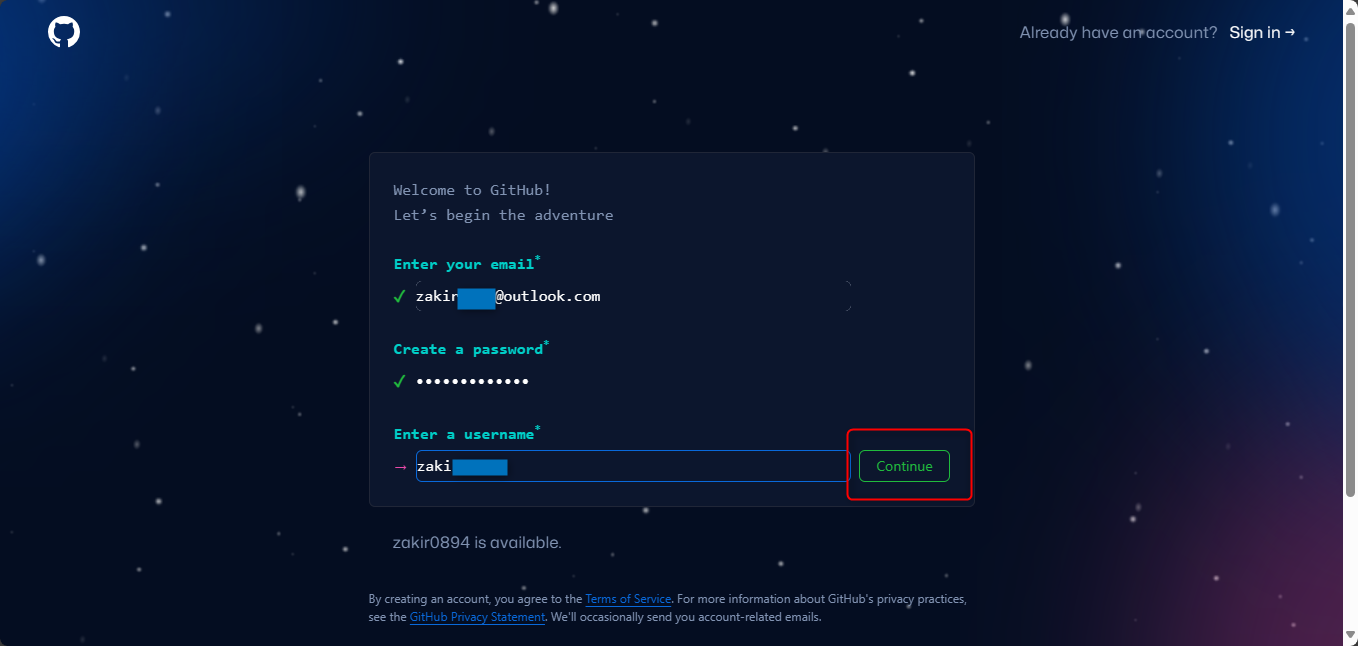 Already have an account? Sign in →
Welcome to GitHub!
Let’s begin the adventure
Enter your email*
✓ zakir @outlook.com
Create a password*
✓ •••••••••••••
Enter a username*
→ zaki
Continue
zakir0894 is available.
By creating an account, you agree to the Terms of Service. For more information about GitHub's privacy practices,
see the GitHub Privacy Statement. We'll occasionally send you account-related emails.